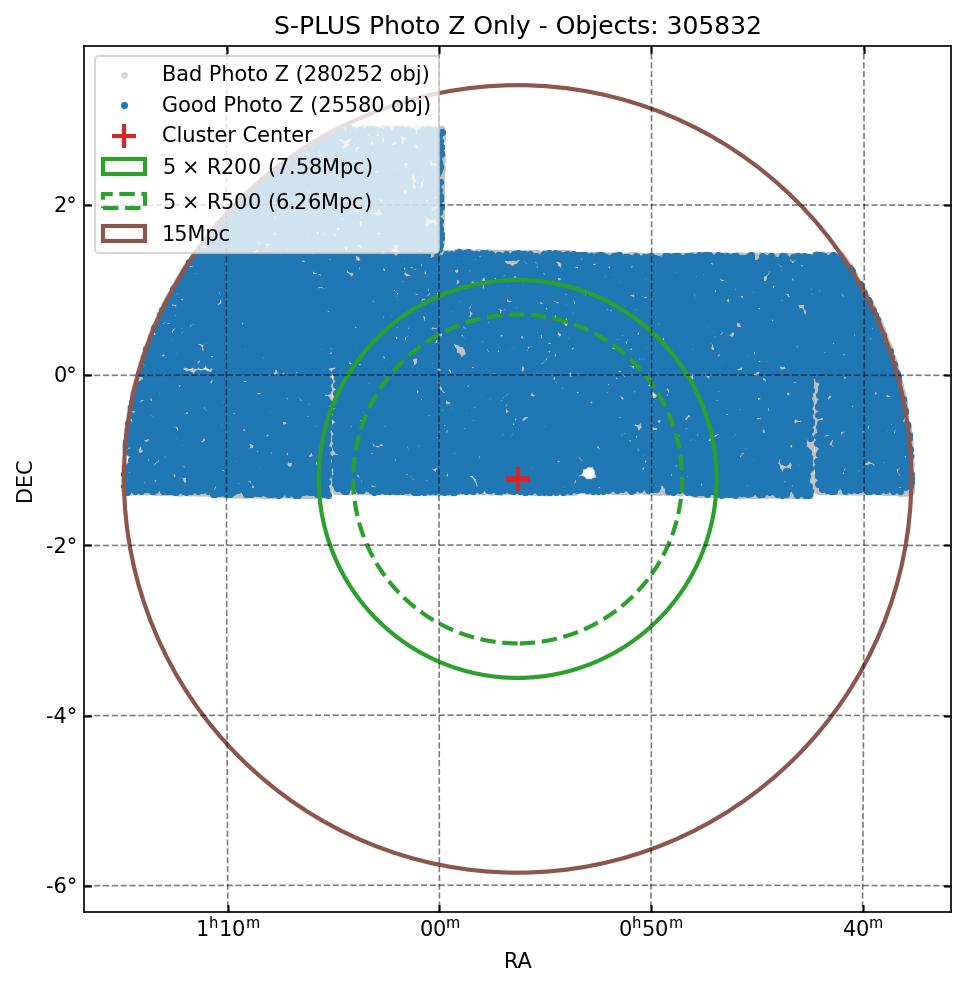 S-PLUS Photo Z Only - Objects: 305832
Bad Photo Z (280252 obj)
Good Photo Z (25580 obj)
Cluster Center
5 × R200 (7.58Mpc)
5 × R500 (6.26Mpc)
15Mpc
2°
0°
-2°
-4°
-6°
DEC
1ʰ10ᵐ
00ᵐ
0ʰ50ᵐ
40ᵐ
RA